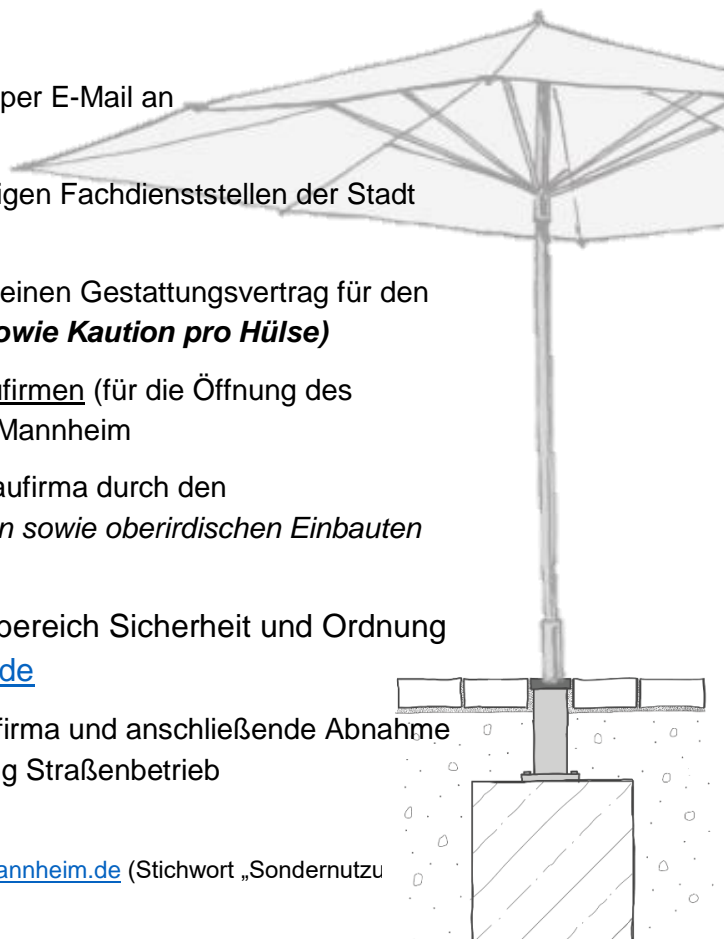 per E-Mail an
igen Fachdienststellen der Stadt
einen Gestattungsvertrag für den
owie Kaution pro Hülse)
ufirmen (für die Öffnung des
Mannheim
aufirma durch den
n sowie oberirdischen Einbauten
bereich Sicherheit und Ordnung
de
firma und anschließende Abnahme
g Straßenbetrieb
annheim.de (Stichwort „Sondernutzu